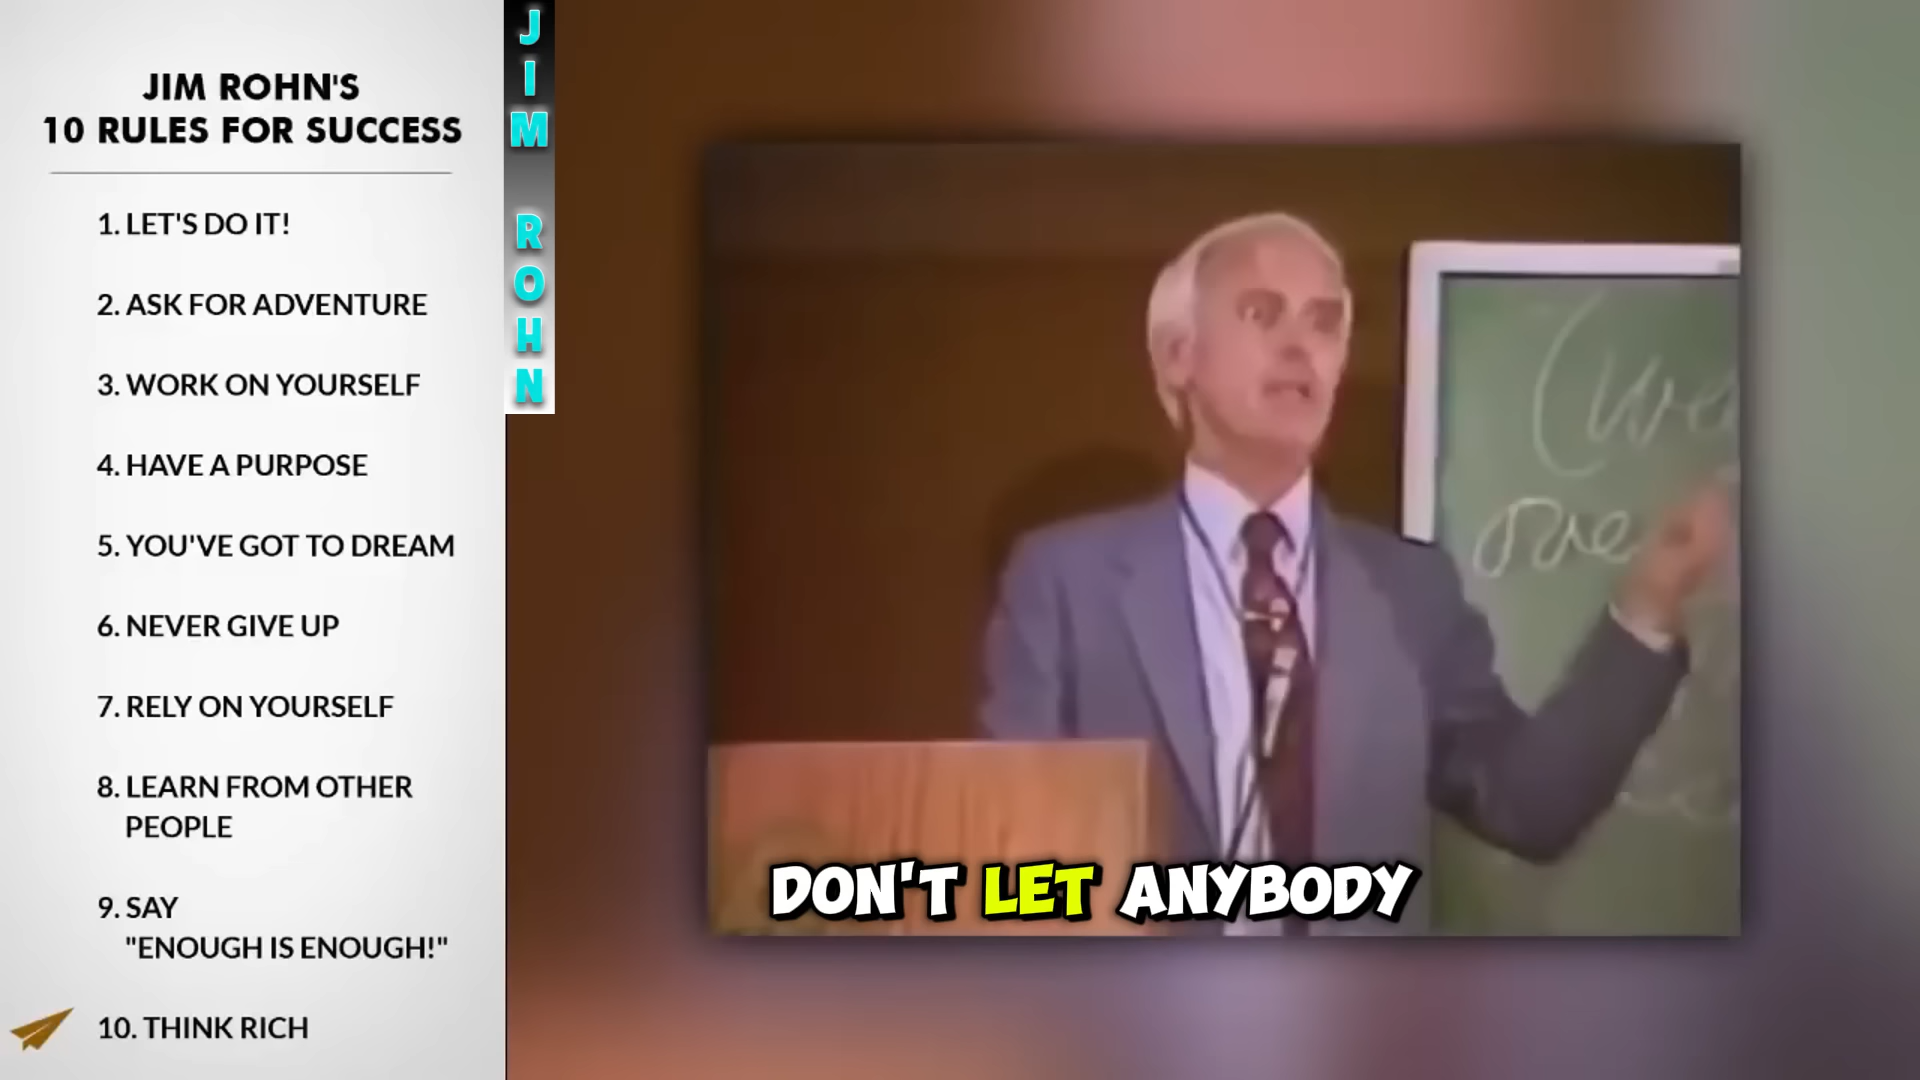 JIM ROHN'S
10 RULES FOR SUCCESS
1. LET'S DO IT!
2. ASK FOR ADVENTURE
3. WORK ON YOURSELF
4. HAVE A PURPOSE
5. YOU'VE GOT TO DREAM
6. NEVER GIVE UP
7. RELY ON YOURSELF
8. LEARN FROM OTHER
PEOPLE
9. SAY
"ENOUGH IS ENOUGH!"
10. THINK RICH
JIM ROHN
DON'T LET ANYBODY